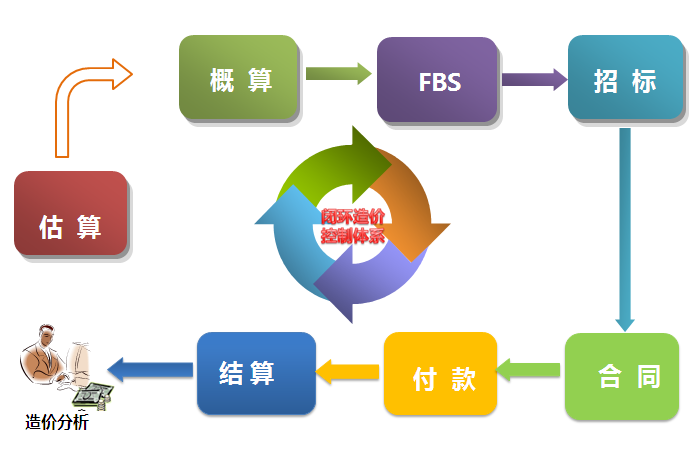 概 算
FBS
招 标
估 算
闭环造价
控制体系
结 算
付 款
合 同
造价分析